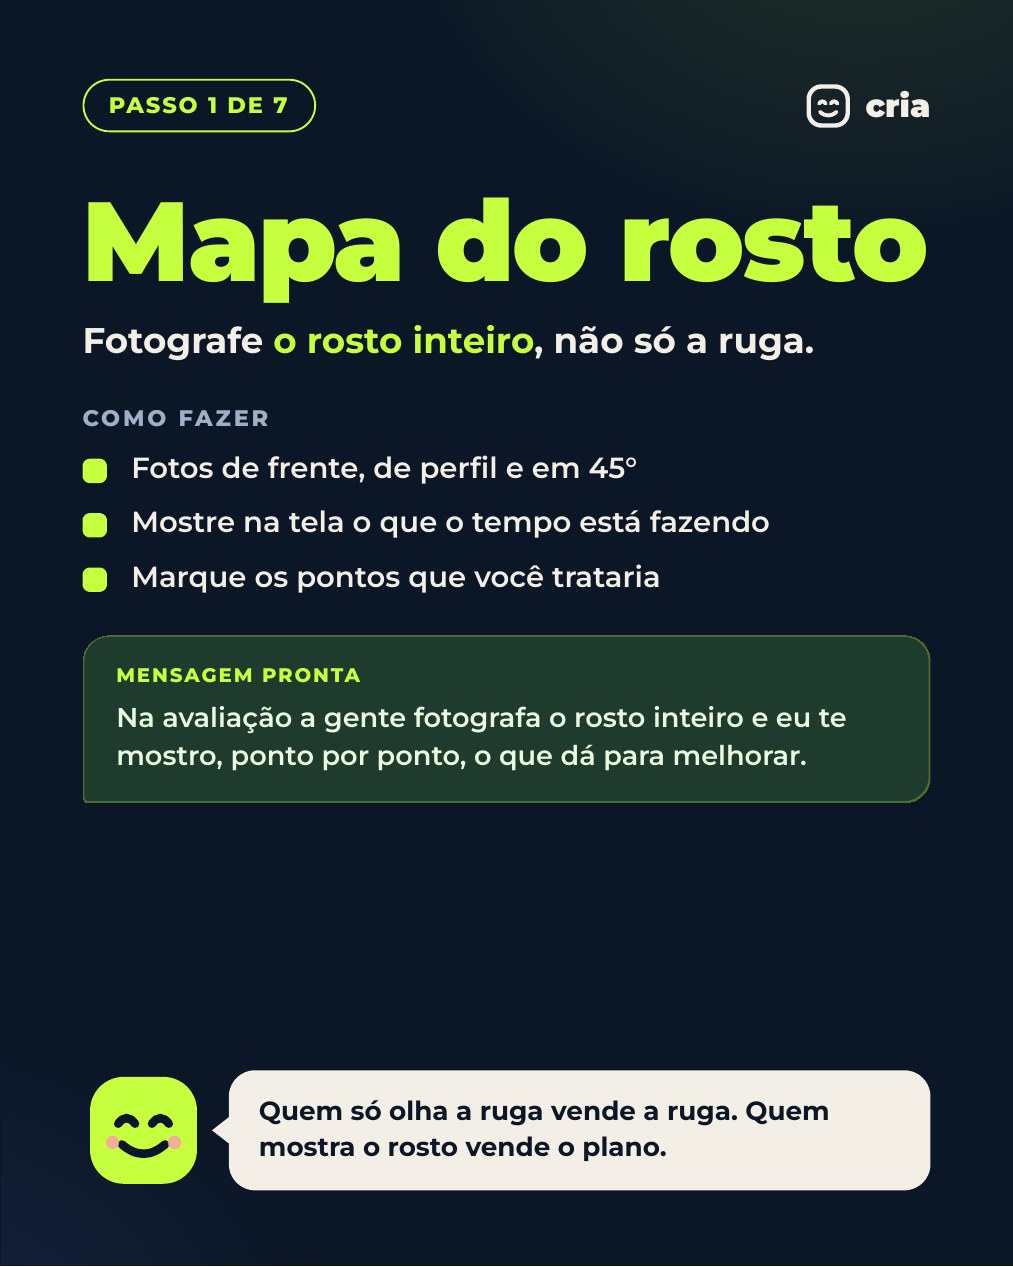 PASSO 1 DE 7
cria
Mapa do rosto
Fotografe o rosto inteiro, não só a ruga.
COMO FAZER
Fotos de frente, de perfil e em 45°
Mostre na tela o que o tempo está fazendo
Marque os pontos que você trataria
MENSAGEM PRONTA
Na avaliação a gente fotografa o rosto inteiro e eu te
mostro, ponto por ponto, o que dá para melhorar.
Quem só olha a ruga vende a ruga. Quem
mostra o rosto vende o plano.